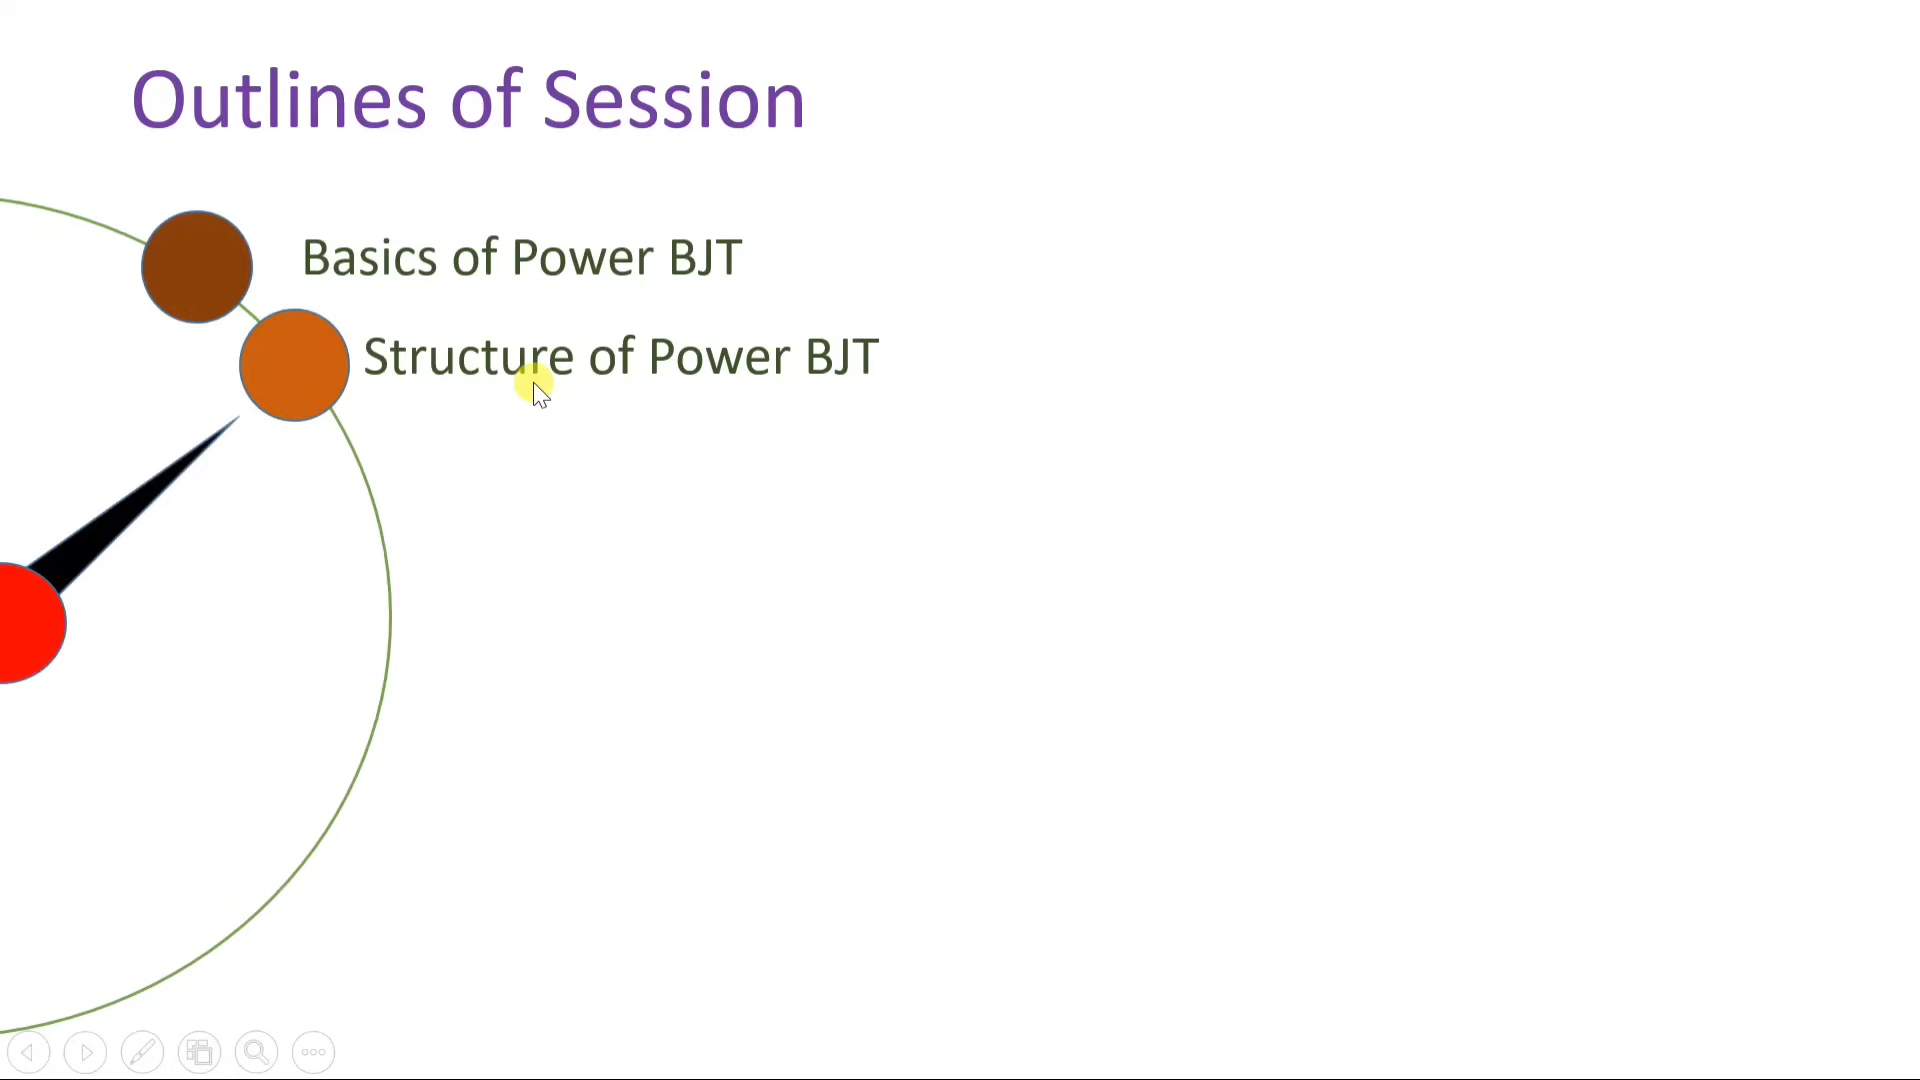 Outlines of Session
Basics of Power BJT
Structure of Power BJT